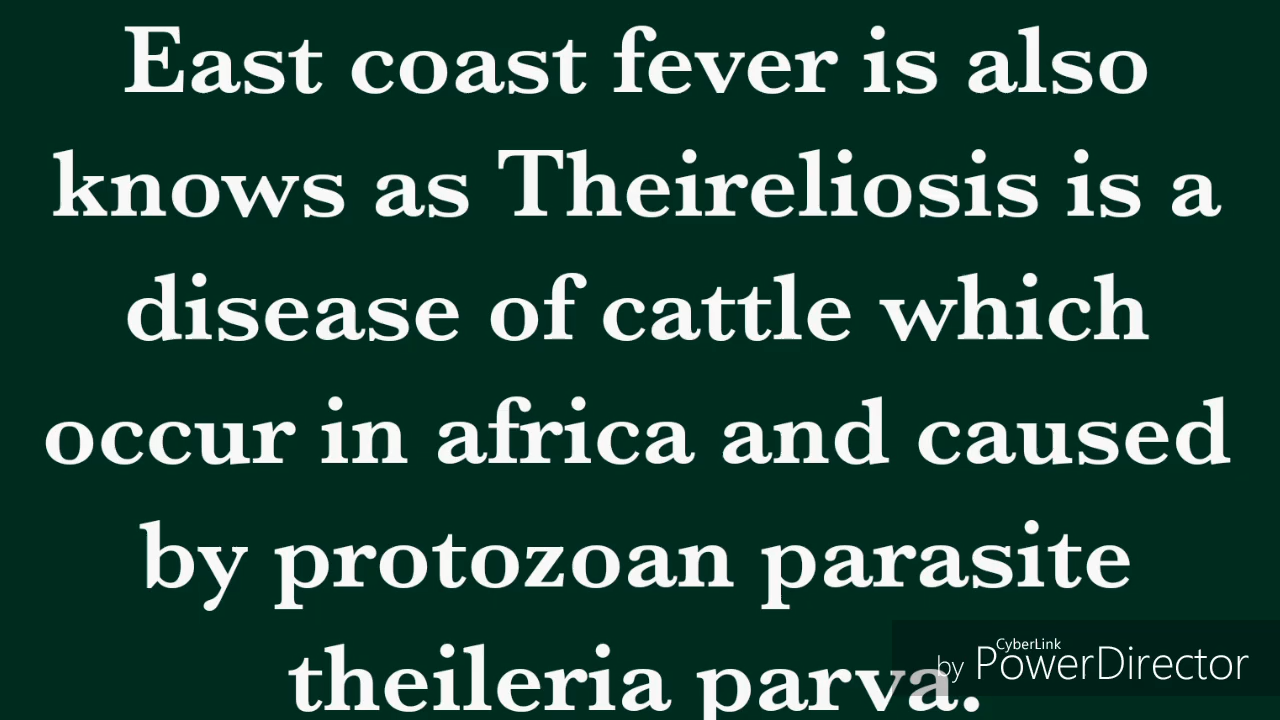 East coast fever is also
knows as Theireliosis is a
disease of cattle which
occur in africa and caused
by protozoan parasite
theileria parva.
CyberLink
by PowerDirector